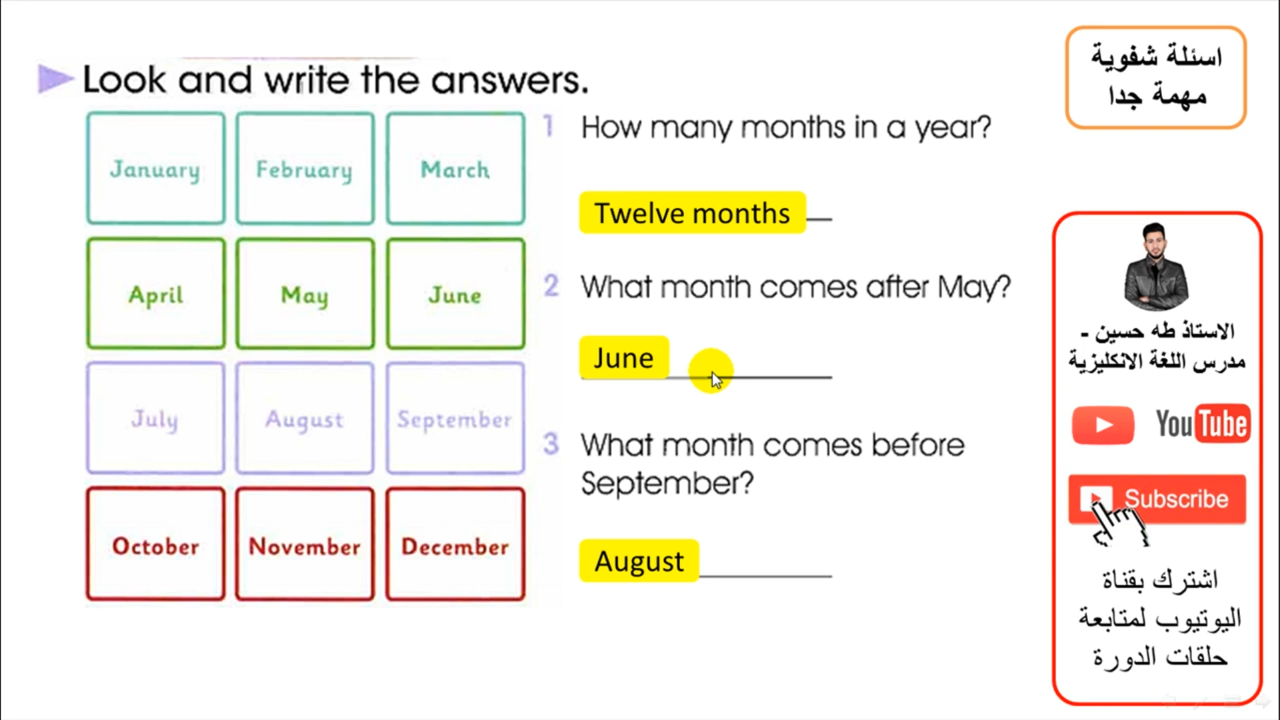 Look and write the answers.
January February March
April May June
July August September
October November December
1 How many months in a year?
Twelve months
2 What month comes after May?
June
3 What month comes before
September?
August
اسئلة شفوية
مهمة جدا
الاستاذ طه حسين -
مدرس اللغة الانكليزية
YouTube
Subscribe
اشترك بقناة
اليوتيوب لمتابعة
حلقات الدورة